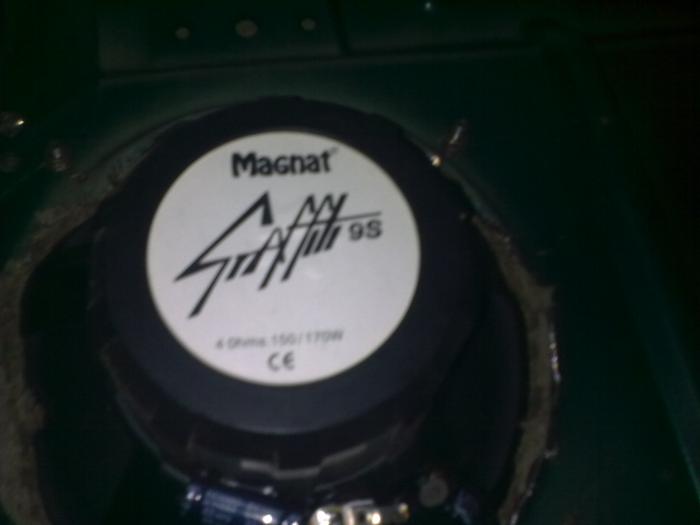 Magnat
Graffiti 9S
4 Ohms. 150/170W
CE